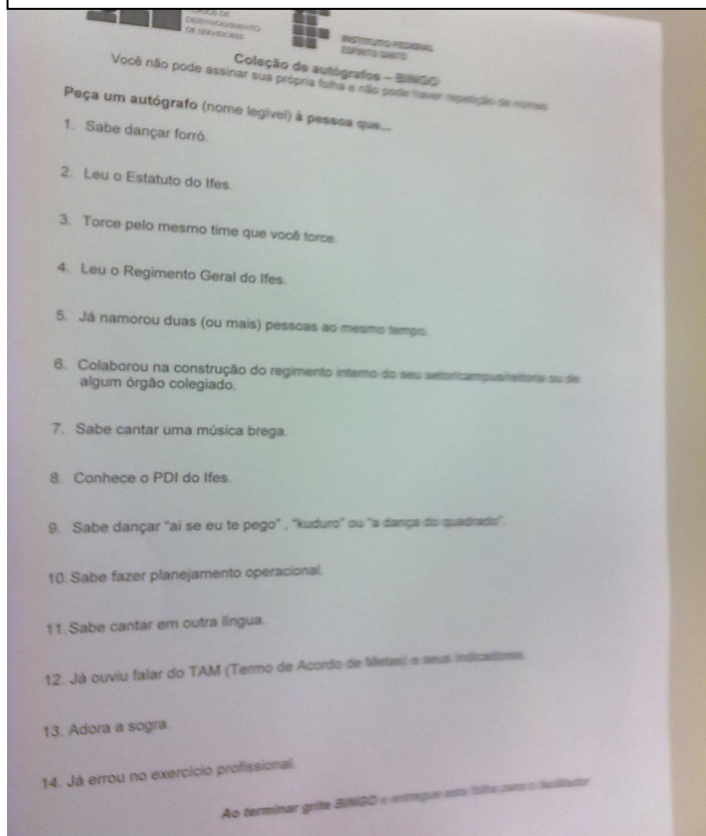 DESENVOLVIMENTO
DE SERVIDORES
INSTITUTO FEDERAL
ESPÍRITO SANTO
Coleção de autógrafos – BINGO
Você não pode assinar sua própria folha e não pode haver repetição de nomes
Peça um autógrafo (nome legível) à pessoa que...
1. Sabe dançar forró.
2. Leu o Estatuto do Ifes.
3. Torce pelo mesmo time que você torce.
4. Leu o Regimento Geral do Ifes.
5. Já namorou duas (ou mais) pessoas ao mesmo tempo.
6. Colaborou na construção do regimento interno do seu setor/campus/reitoria ou de
algum órgão colegiado.
7. Sabe cantar uma música brega.
8. Conhece o PDI do Ifes.
9. Sabe dançar "ai se eu te pego" , "kuduro" ou "a dança do quadrado".
10. Sabe fazer planejamento operacional.
11. Sabe cantar em outra língua.
12. Já ouviu falar do TAM (Termo de Acordo de Metas) e seus indicadores.
13. Adora a sogra.
14. Já errou no exercício profissional.
Ao terminar grite BINGO e entregue esta folha para o facilitador